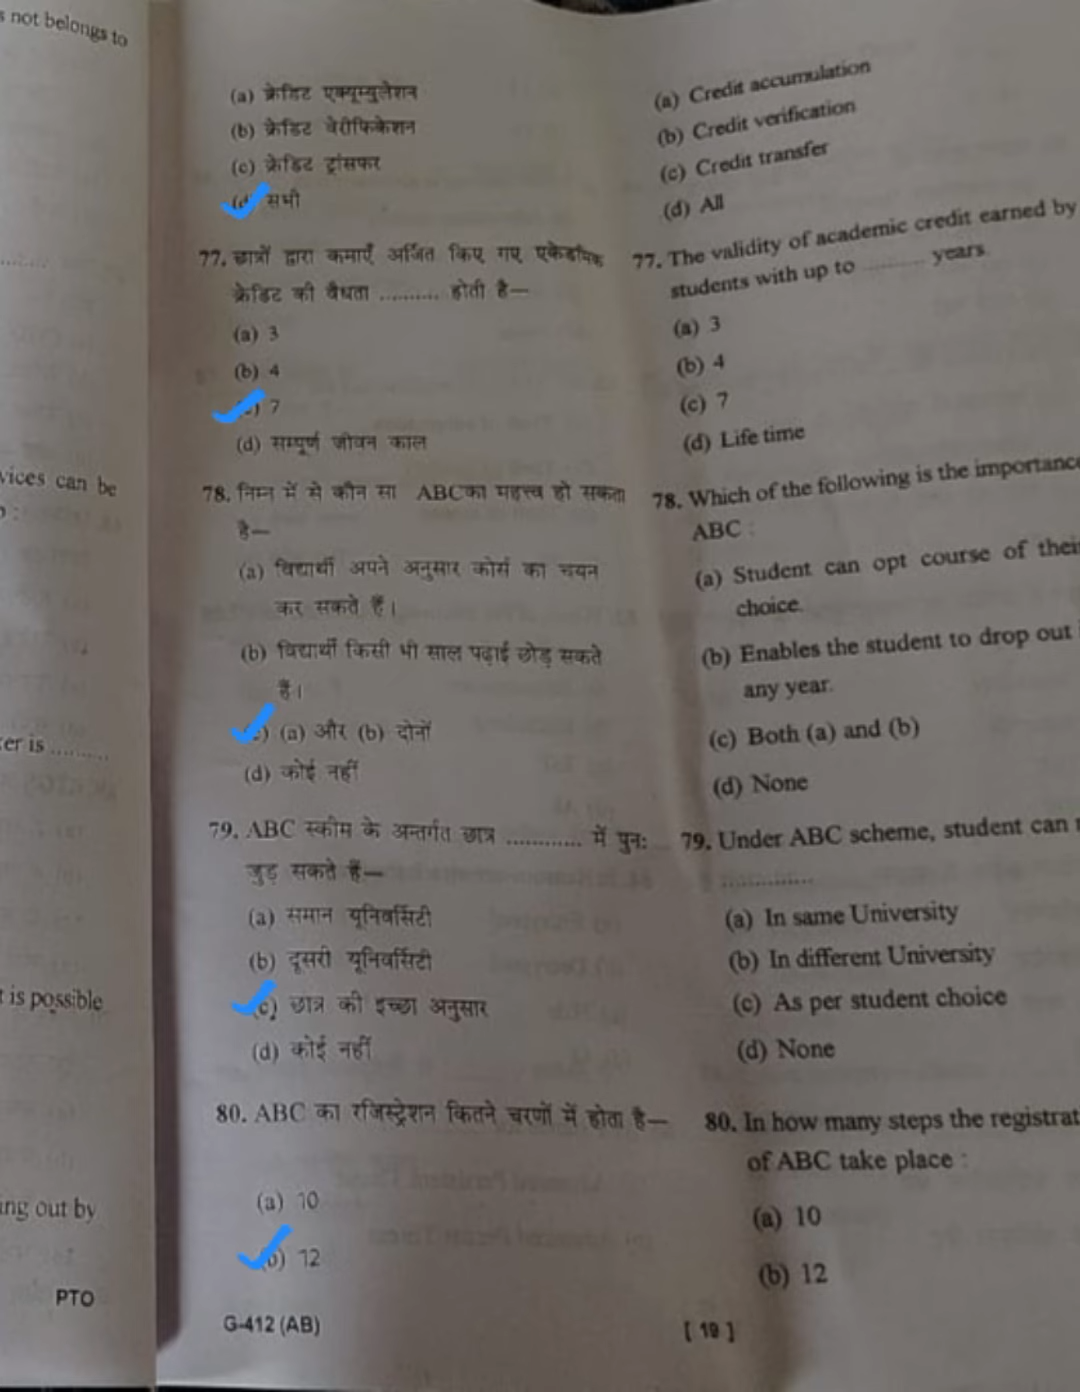 s not belongs to
vices can be
er is ..........
t is possible
ing out by
PTO
(a) क्रेडिट एक्यूम्युलेशन
(b) क्रेडिट वेरीफिकेशन
(c) क्रेडिट ट्रांसफर
(d) सभी
77. छात्रों द्वारा कमाएँ अर्जित किए गए एकेडमिक
क्रेडिट की वैधता .......... होती है—
(a) 3
(b) 4
(c) 7
(d) सम्पूर्ण जीवन काल
78. निम्न में से कौन सा ABCका महत्त्व हो सकता
है—
(a) विद्यार्थी अपने अनुसार कोर्स का चयन
कर सकते हैं।
(b) विद्यार्थी किसी भी साल पढ़ाई छोड़ सकते
हैं।
(c) (a) और (b) दोनों
(d) कोई नहीं
79. ABC स्कीम के अन्तर्गत छात्र ............ में पुनः
जुड़ सकते हैं—
(a) समान यूनिवर्सिटी
(b) दूसरी यूनिवर्सिटी
(c) छात्र की इच्छा अनुसार
(d) कोई नहीं
80. ABC का रजिस्ट्रेशन कितने चरणों में होता है—
(a) 10
(b) 12
G-412 (AB)
(a) Credit accumulation
(b) Credit verification
(c) Credit transfer
(d) All
77. The validity of academic credit earned by
students with up to .......... years.
(a) 3
(b) 4
(c) 7
(d) Life time
78. Which of the following is the importance
ABC :
(a) Student can opt course of their
choice.
(b) Enables the student to drop out
any year.
(c) Both (a) and (b)
(d) None
79. Under ABC scheme, student can
...............
(a) In same University
(b) In different University
(c) As per student choice
(d) None
80. In how many steps the registrat
of ABC take place :
(a) 10
(b) 12
[ 19 ]